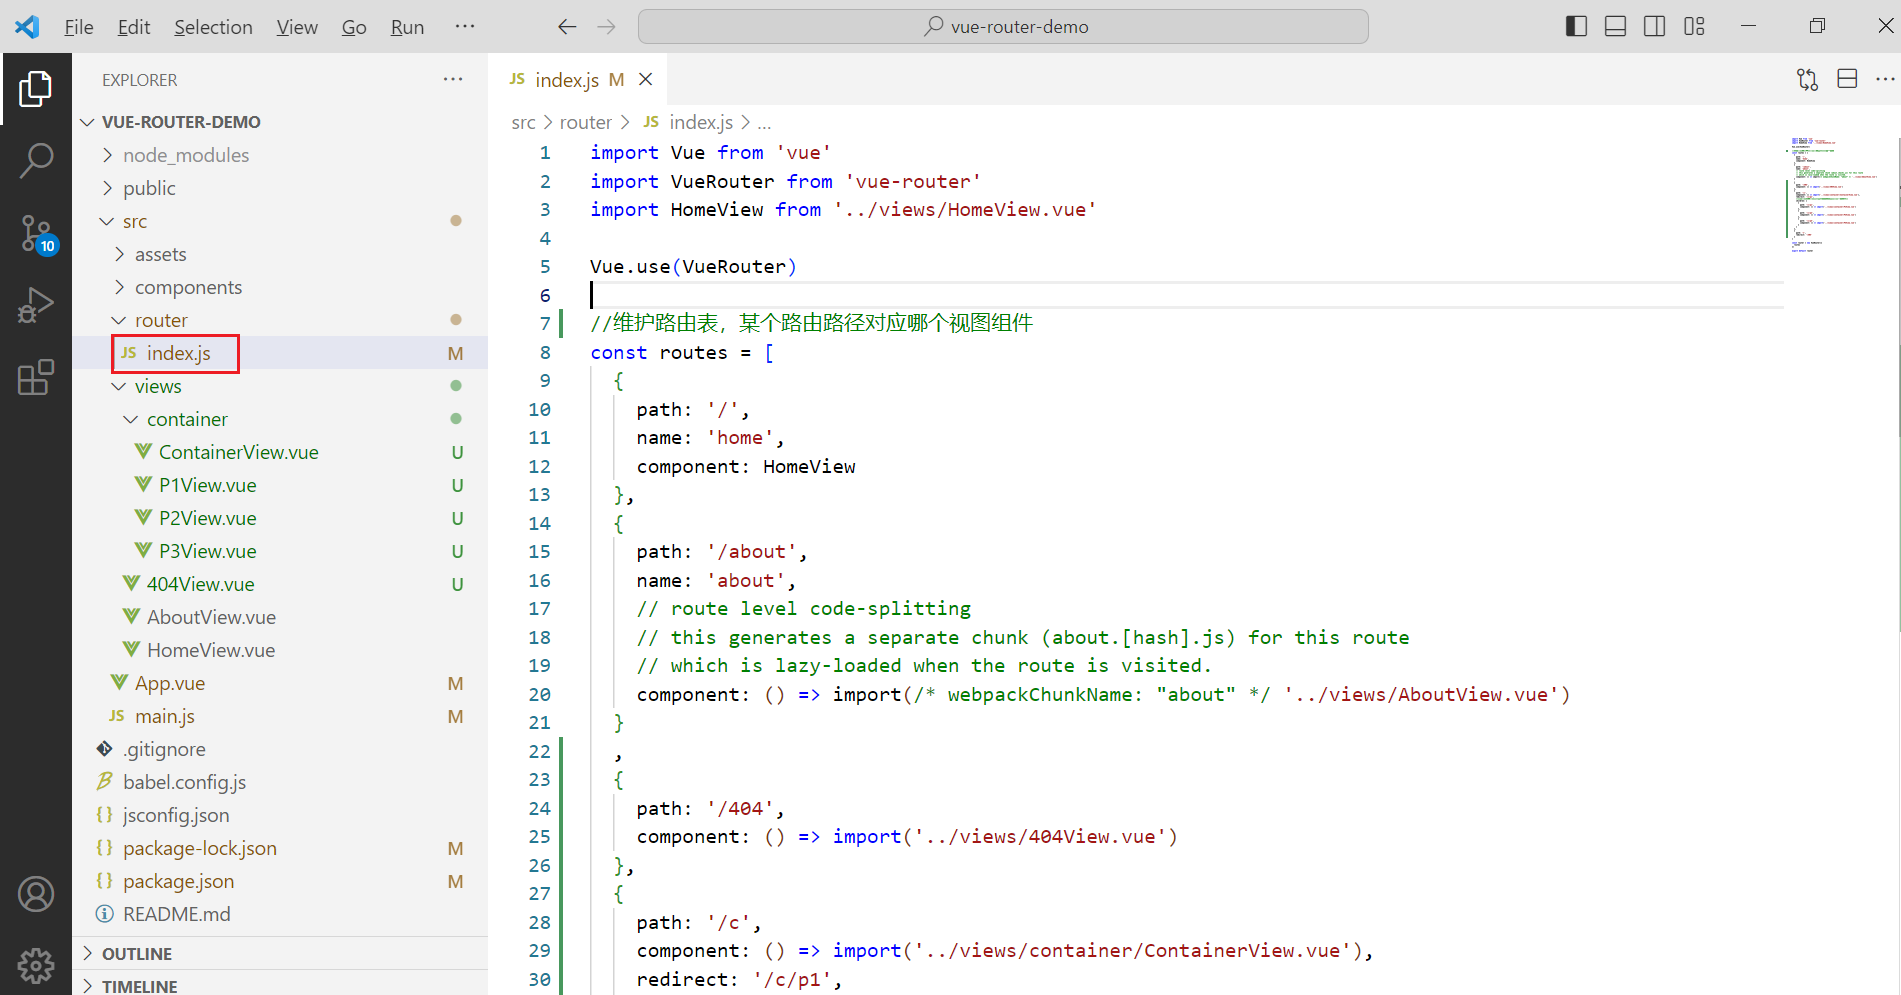 File Edit Selection View Go Run ···
vue-router-demo
EXPLORER
VUE-ROUTER-DEMO
node_modules
public
src
assets
components
router
JS index.js M
views
container
ContainerView.vue U
P1View.vue U
P2View.vue U
P3View.vue U
404View.vue U
AboutView.vue
HomeView.vue
App.vue M
JS main.js M
.gitignore
babel.config.js
{} jsconfig.json
{} package-lock.json M
{} package.json M
README.md
OUTLINE
TIMELINE
10
JS index.js M
src > router > JS index.js > ...
1 import Vue from 'vue'
2 import VueRouter from 'vue-router'
3 import HomeView from '../views/HomeView.vue'
4
5 Vue.use(VueRouter)
6
7 //维护路由表，某个路由路径对应哪个视图组件
8 const routes = [
9 {
10 path: '/',
11 name: 'home',
12 component: HomeView
13 },
14 {
15 path: '/about',
16 name: 'about',
17 // route level code-splitting
18 // this generates a separate chunk (about.[hash].js) for this route
19 // which is lazy-loaded when the route is visited.
20 component: () => import(/* webpackChunkName: "about" */ '../views/AboutView.vue')
21 }
22 ,
23 {
24 path: '/404',
25 component: () => import('../views/404View.vue')
26 },
27 {
28 path: '/c',
29 component: () => import('../views/container/ContainerView.vue'),
30 redirect: '/c/p1',